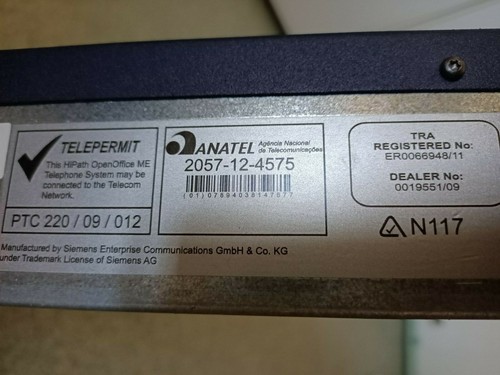 TELEPERMIT
This HiPath OpenOffice ME
Telephone System may be
connected to the Telecom
Network.
PTC 220 / 09 / 012
ANATEL
Agência Nacional
de Telecomunicações
2057-12-4575
(01)07894038147877
TRA
REGISTERED No:
ER0066948/11
DEALER No:
0019551/09
N117
Manufactured by Siemens Enterprise Communications GmbH & Co. KG
under Trademark License of Siemens AG